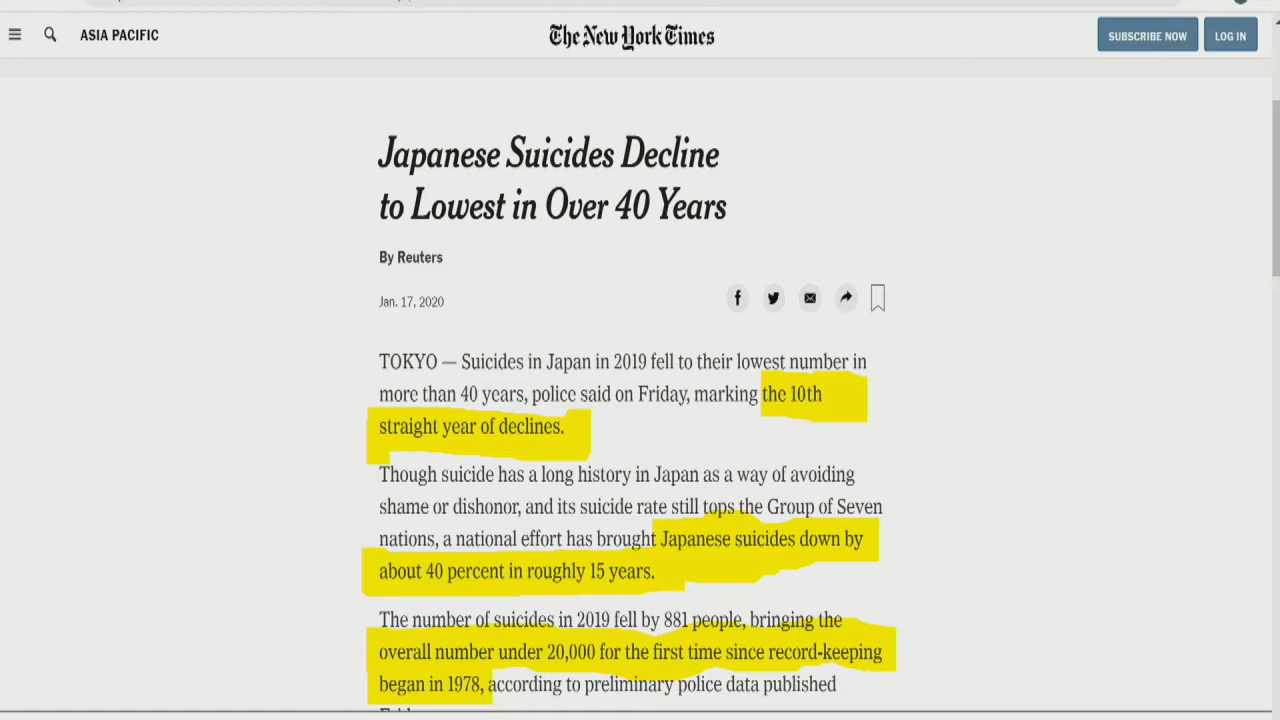 ASIA PACIFIC
The New York Times
SUBSCRIBE NOW
LOG IN
Japanese Suicides Decline
to Lowest in Over 40 Years
By Reuters
Jan. 17, 2020
TOKYO — Suicides in Japan in 2019 fell to their lowest number in
more than 40 years, police said on Friday, marking the 10th
straight year of declines.
Though suicide has a long history in Japan as a way of avoiding
shame or dishonor, and its suicide rate still tops the Group of Seven
nations, a national effort has brought Japanese suicides down by
about 40 percent in roughly 15 years.
The number of suicides in 2019 fell by 881 people, bringing the
overall number under 20,000 for the first time since record-keeping
began in 1978, according to preliminary police data published